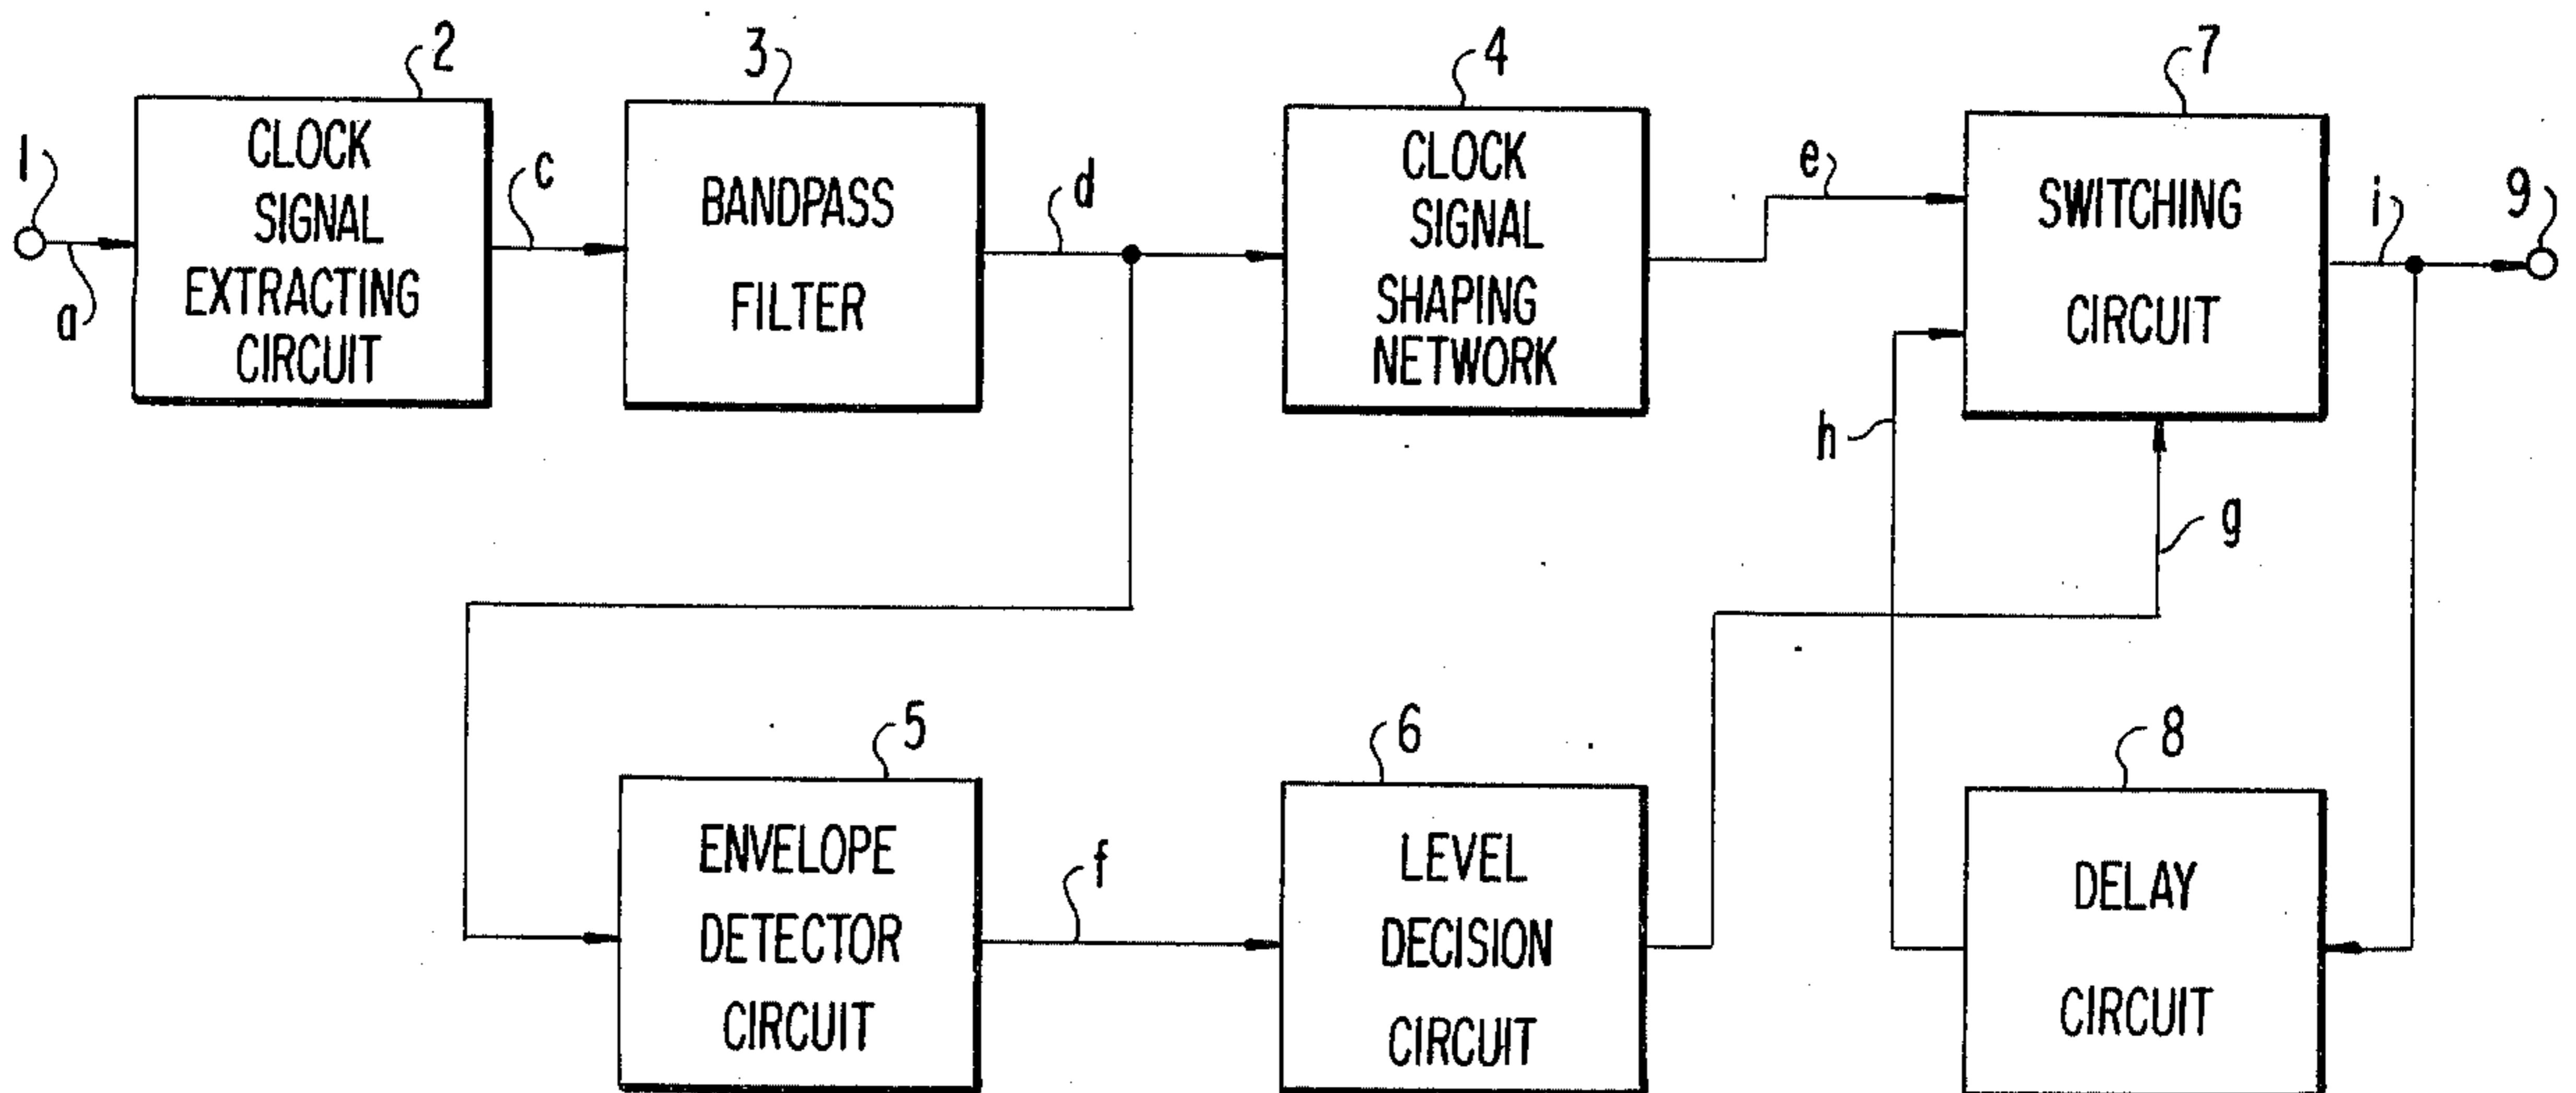 1
a
2
CLOCK
SIGNAL
EXTRACTING
CIRCUIT
c
3
BANDPASS
FILTER
d
4
CLOCK
SIGNAL
SHAPING
NETWORK
e
7
SWITCHING
CIRCUIT
i
9
h
g
5
ENVELOPE
DETECTOR
CIRCUIT
f
6
LEVEL
DECISION
CIRCUIT
8
DELAY
CIRCUIT